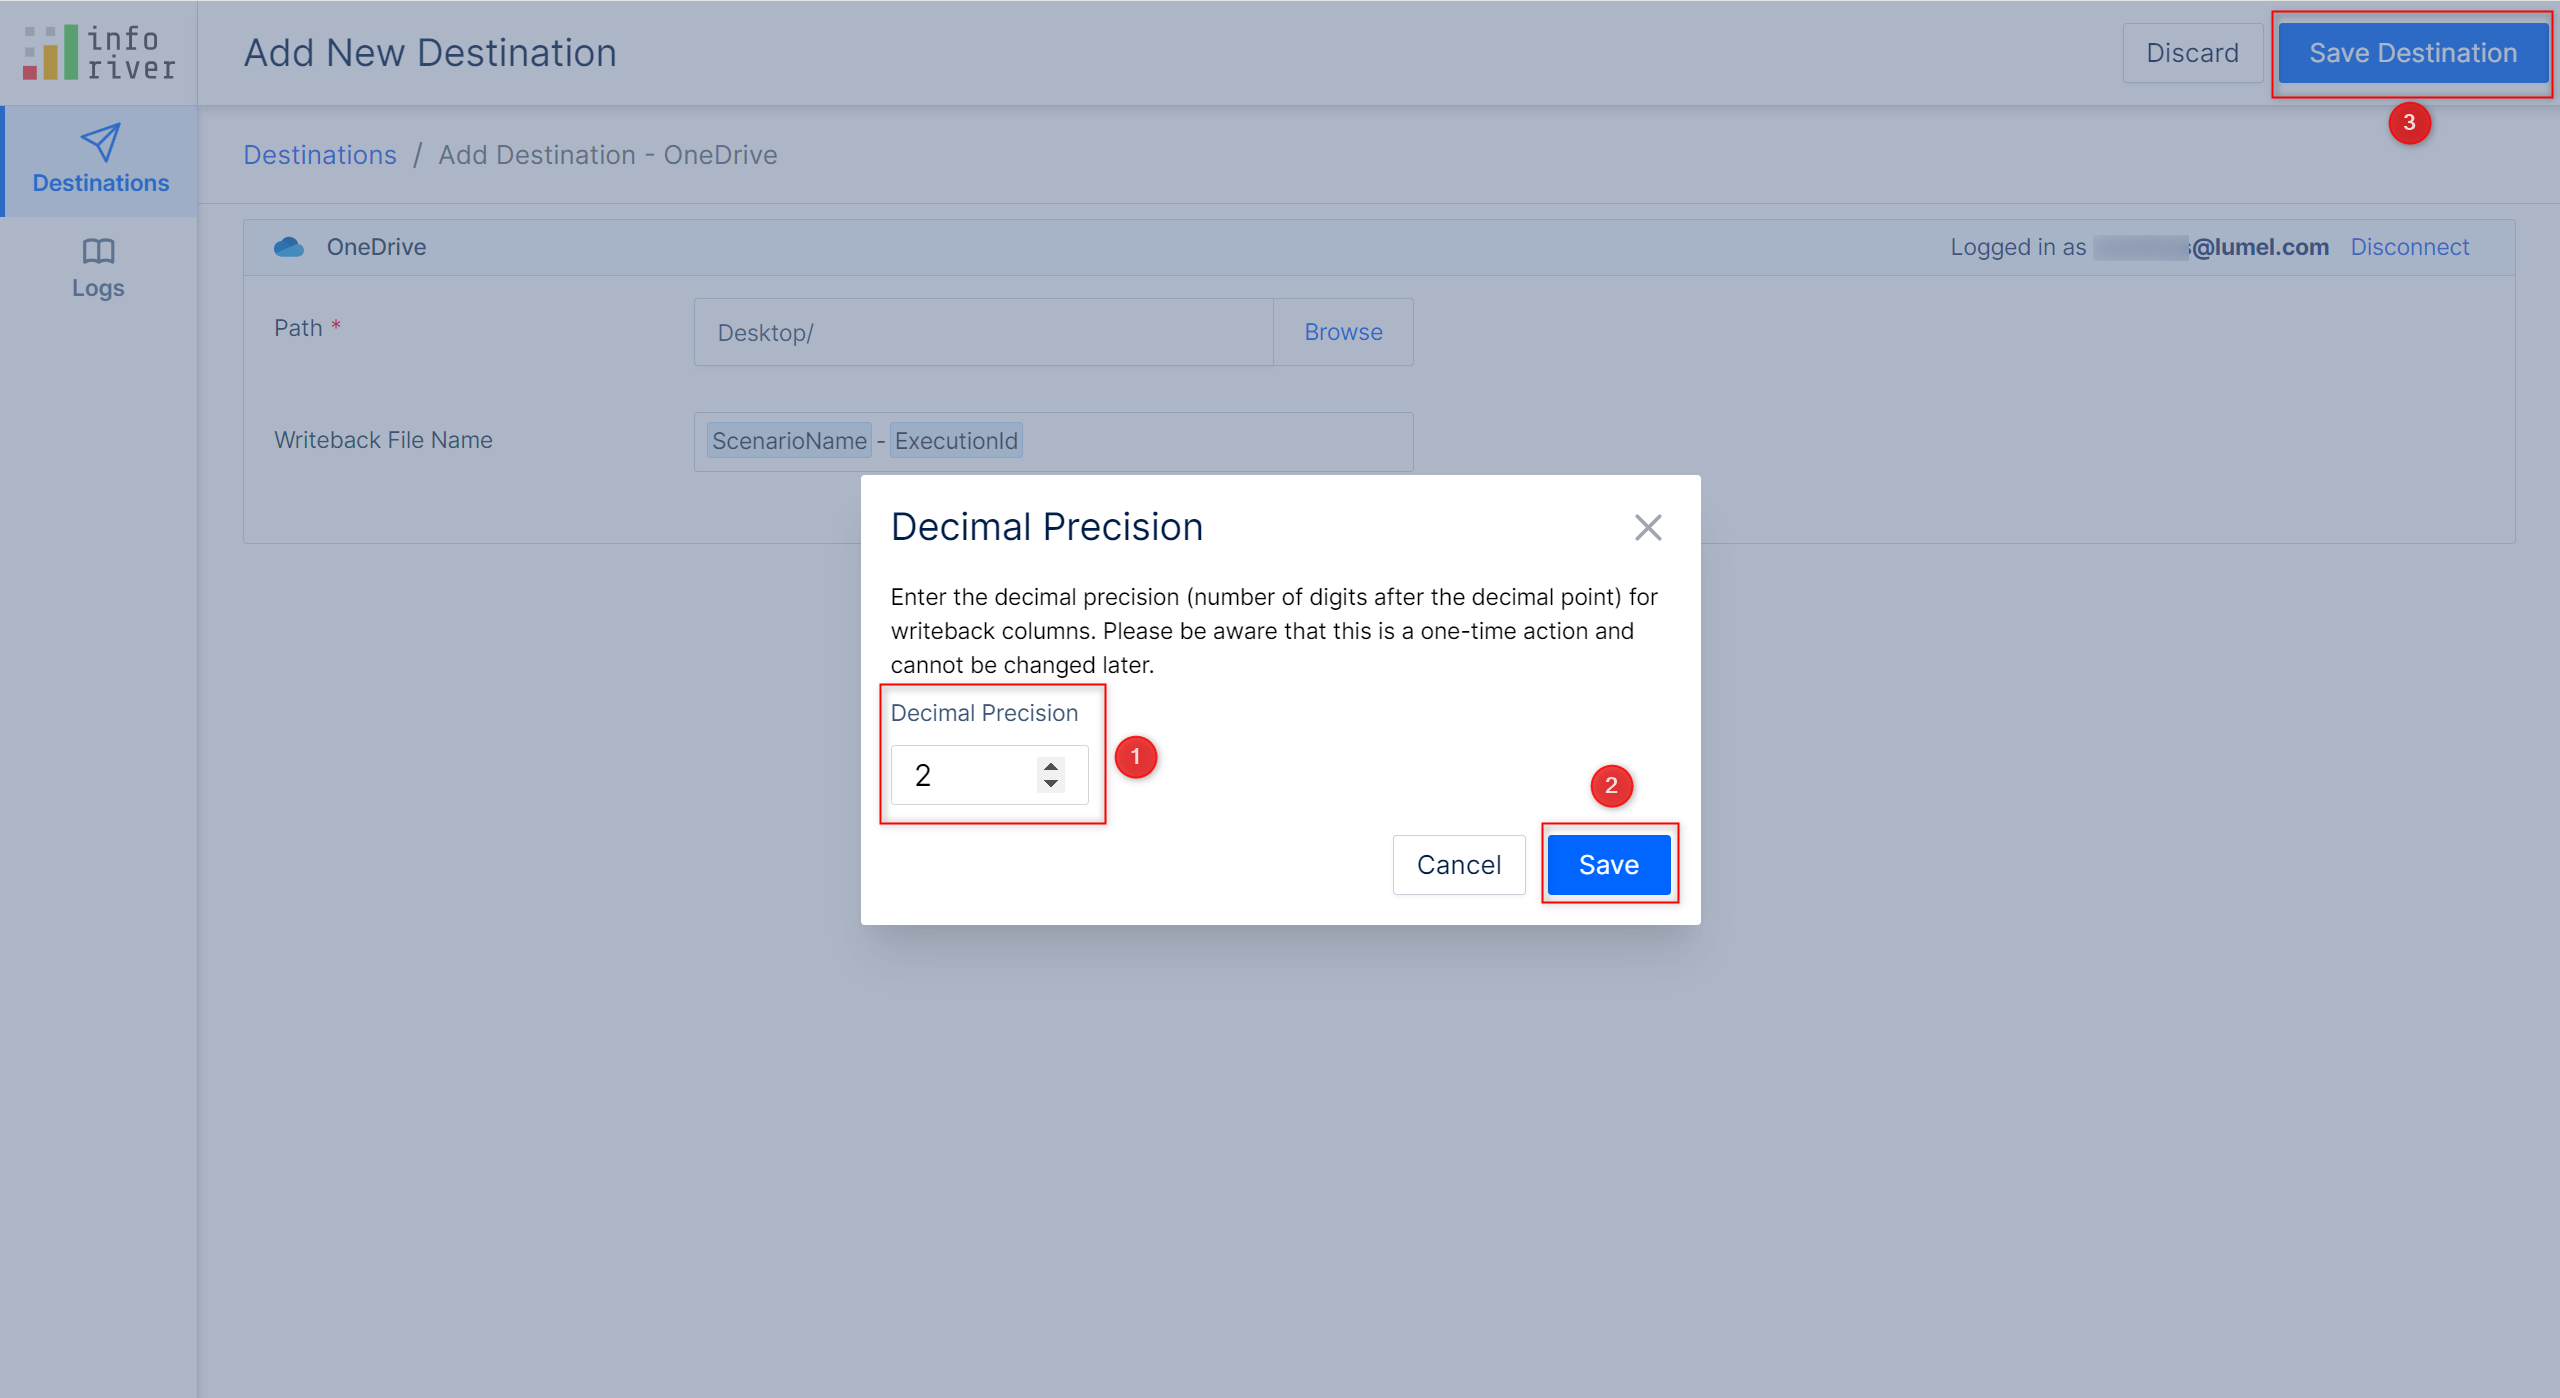 info
river
Add New Destination
Discard
Save Destination
3
Destinations
Logs
Destinations / Add Destination - OneDrive
OneDrive
Logged in as @lumel.com Disconnect
Path *
Desktop/
Browse
Writeback File Name
ScenarioName - ExecutionId
Decimal Precision
Enter the decimal precision (number of digits after the decimal point) for
writeback columns. Please be aware that this is a one-time action and
cannot be changed later.
Decimal Precision
2
1
2
Cancel
Save